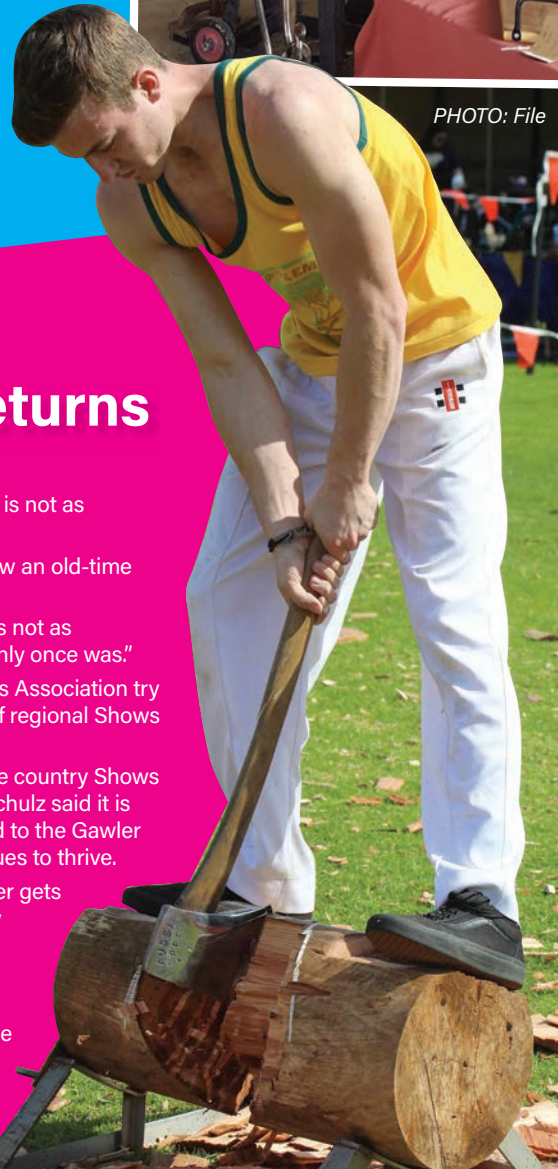 PHOTO: File
eturns
is not as
w an old-time
s not as
nly once was.”
s Association try
f regional Shows
e country Shows
chulz said it is
d to the Gawler
ues to thrive.
er gets
e